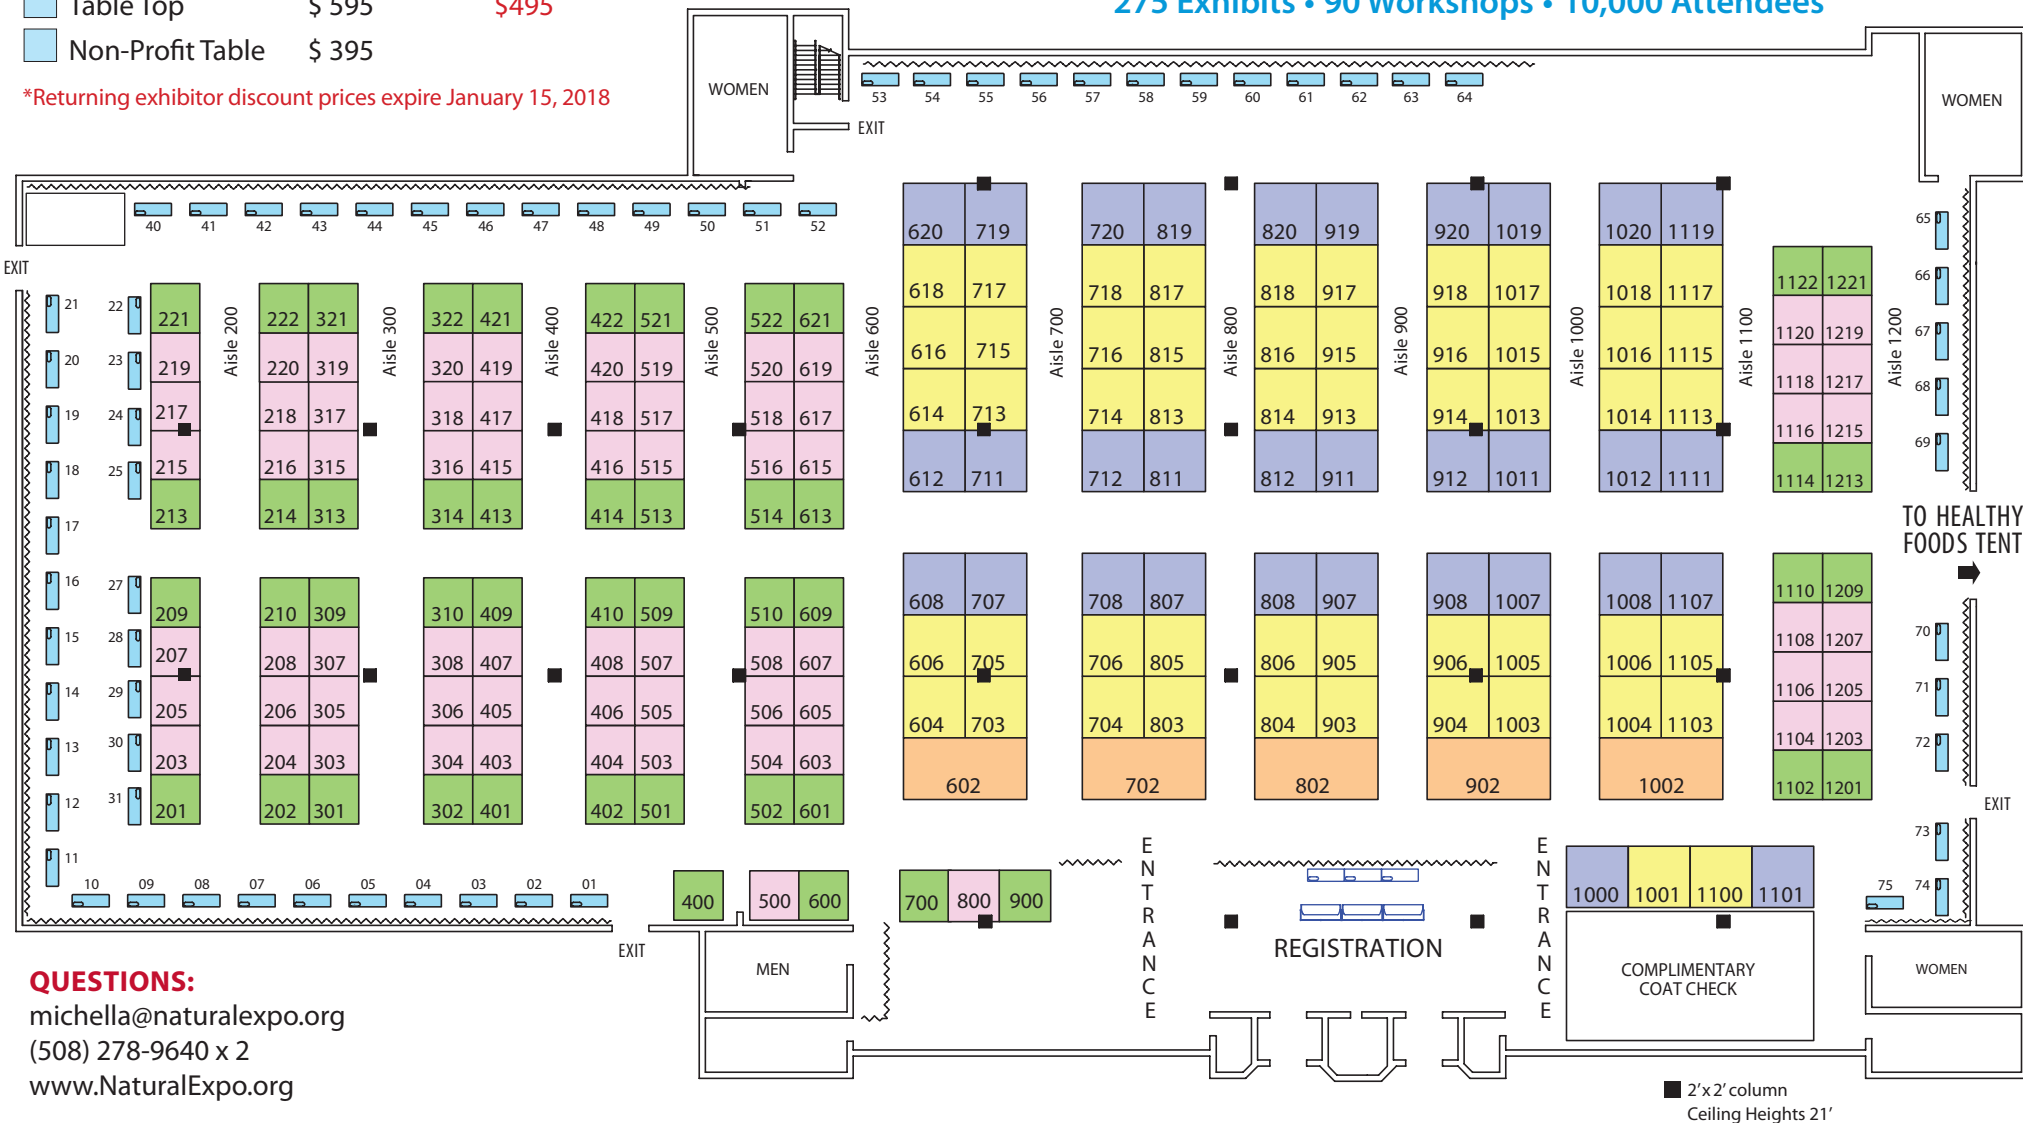 275 Exhibits • 90 Workshops • 10,000 Attendees
Table Top $ 595 $495
Non-Profit Table $ 395
*Returning exhibitor discount prices expire January 15, 2018
WOMEN
EXIT
53 54 55 56 57 58 59 60 61 62 63 64
WOMEN
40 41 42 43 44 45 46 47 48 49 50 51 52
EXIT
21 20 19 18 17 16 15 14 13 12 11
22 23 24 25
27 28 29 30 31
10 09 08 07 06 05 04 03 02 01
221
219
217
215
213
209
207
205
203
201
Aisle 200
222 321
220 319
218 317
216 315
214 313
210 309
208 307
206 305
204 303
202 301
Aisle 300
322 421
320 419
318 417
316 415
314 413
310 409
308 407
306 405
304 403
302 401
Aisle 400
422 521
420 519
418 517
416 515
414 513
410 509
408 507
406 505
404 503
402 501
Aisle 500
522 621
520 619
518 617
516 615
514 613
510 609
508 607
506 605
504 603
502 601
Aisle 600
620 719
618 717
616 715
614 713
612 711
608 707
606 705
604 703
602
Aisle 700
720 819
718 817
716 815
714 813
712 811
708 807
706 805
704 803
702
Aisle 800
820 919
818 917
816 915
814 913
812 911
808 907
806 905
804 903
802
Aisle 900
920 1019
918 1017
916 1015
914 1013
912 1011
908 1007
906 1005
904 1003
902
Aisle 1000
1020 1119
1018 1117
1016 1115
1014 1113
1012 1111
1008 1107
1006 1105
1004 1103
1002
Aisle 1100
1122 1221
1120 1219
1118 1217
1116 1215
1114 1213
1110 1209
1108 1207
1106 1205
1104 1203
1102 1201
Aisle 1200
65
66
67
68
69
TO HEALTHY
FOODS TENT
70
71
72
EXIT
73
74
75
400 500 600 700 800 900
ENTRANCE
REGISTRATION
ENTRANCE
1000 1001 1100 1101
COMPLIMENTARY
COAT CHECK
WOMEN
EXIT
MEN
QUESTIONS:
michella@naturalexpo.org
(508) 278-9640 x 2
www.NaturalExpo.org
2' x 2' column
Ceiling Heights 21'